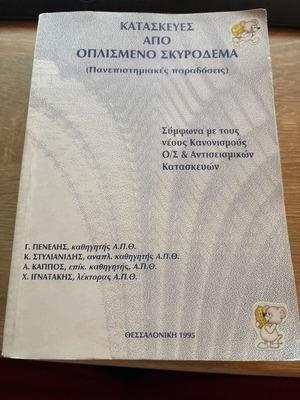 ΚΑΤΑΣΚΕΥΕΣ
ΑΠΟ
ΟΠΛΙΣΜΕΝΟ ΣΚΥΡΟΔΕΜΑ
(Πανεπιστημιακές παραδόσεις)
Σύμφωνα με τους
νέους Κανονισμούς
Ο/Σ & Αντισεισμικών
Κατασκευών
Γ. ΠΕΝΕΛΗΣ, καθηγητής Α.Π.Θ.
Κ. ΣΤΥΛΙΑΝΙΔΗΣ, αναπλ. καθηγητής Α.Π.Θ.
Α. ΚΑΠΠΟΣ, επίκ. καθηγητής, Α.Π.Θ.
Χ. ΙΓΝΑΤΑΚΗΣ, λέκτορας Α.Π.Θ.
ΘΕΣΣΑΛΟΝΙΚΗ 1995